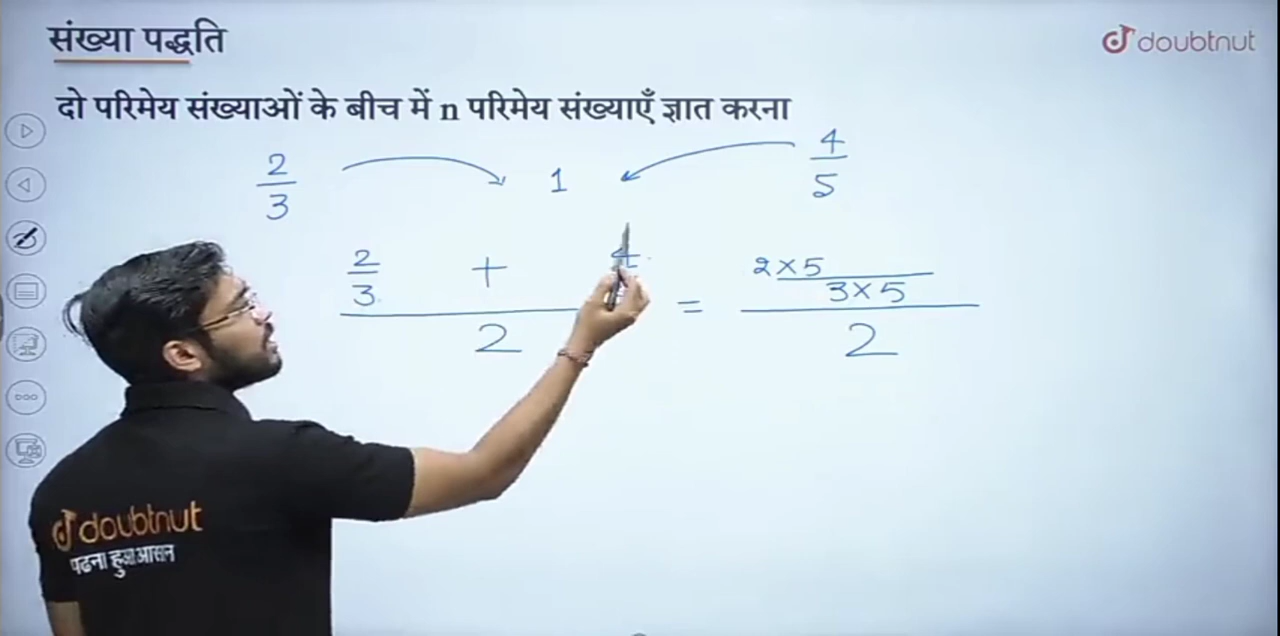 संख्या पद्धति
doubtnut
दो परिमेय संख्याओं के बीच में n परिमेय संख्याएँ ज्ञात करना
2/3 1 4/5
2/3 + 4
2
=
2×5
3×5
2
doubtnut
पढना हुआ आसान